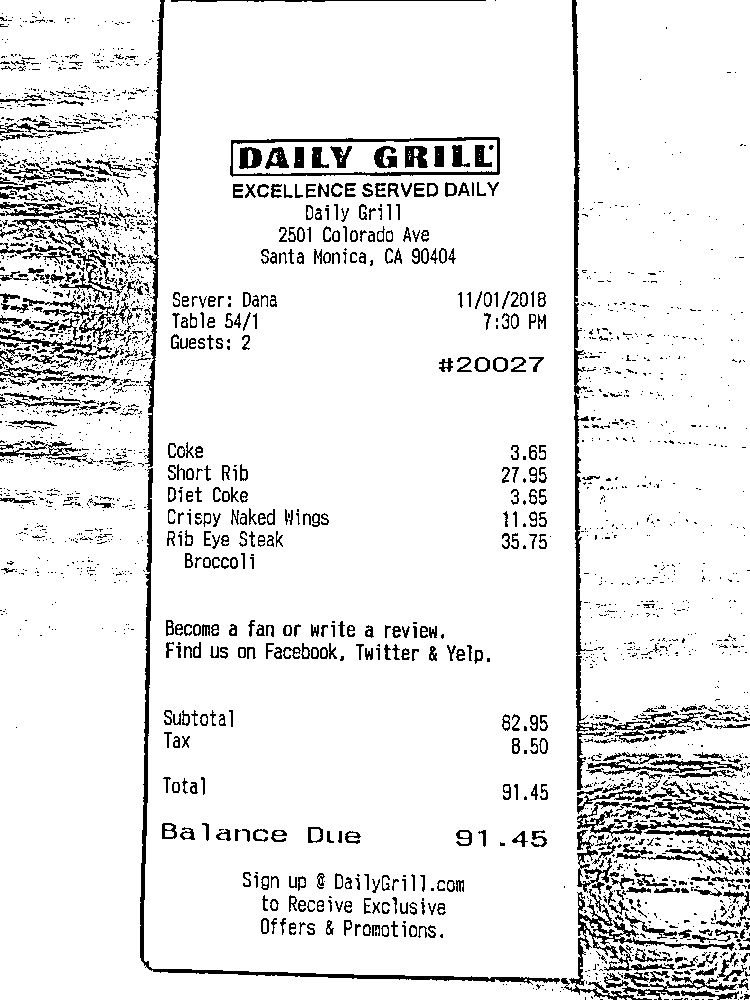 DAILY GRILL
EXCELLENCE SERVED DAILY
Daily Grill
2501 Colorado Ave
Santa Monica, CA 90404
Server: Dana 11/01/2018
Table 54/1 7:30 PM
Guests: 2
#20027
Coke 3.65
Short Rib 27.95
Diet Coke 3.65
Crispy Naked Wings 11.95
Rib Eye Steak 35.75
Broccoli
Become a fan or write a review.
Find us on Facebook, Twitter & Yelp.
Subtotal 82.95
Tax 8.50
Total 91.45
Balance Due 91.45
Sign up @ DailyGrill.com
to Receive Exclusive
Offers & Promotions.